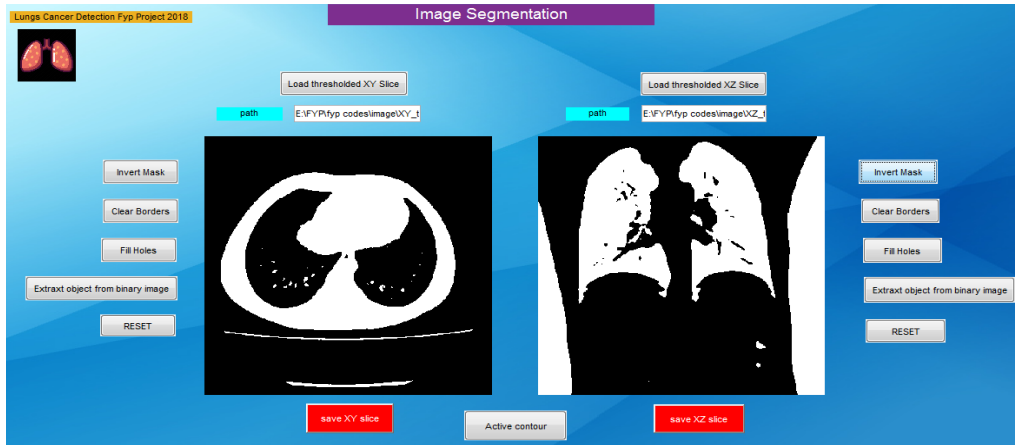 Lungs Cancer Detection Fyp Project 2018
Image Segmentation
Load thresholded XY Slice
Load thresholded XZ Slice
path
E:\FYP\fyp codes\image\XY_t
path
E:\FYP\fyp codes\image\XZ_t
Invert Mask
Invert Mask
Clear Borders
Clear Borders
Fill Holes
Fill Holes
Extraxt object from binary image
Extraxt object from binary image
RESET
RESET
save XY slice
save XZ slice
Active contour